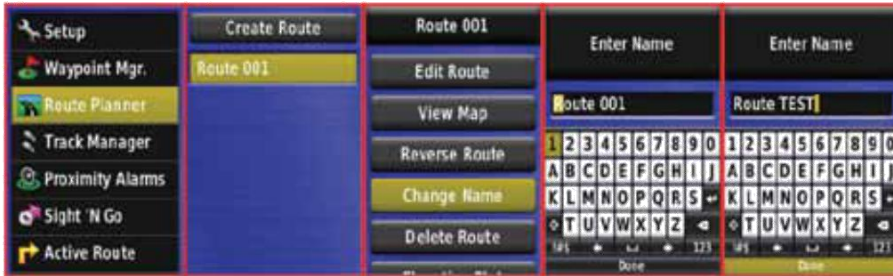 Setup
Waypoint Mgr.
Route Planner
Track Manager
Proximity Alarms
Sight 'N Go
Active Route
Create Route
Route 001
Route 001
Edit Route
View Map
Reverse Route
Change Name
Delete Route
Enter Name
Route 001
1 2 3 4 5 6 7 8 9 0
A B C D E F G H I J
K L M N O P Q R S
T U V W X Y Z
123
Done
Enter Name
Route TEST
1 2 3 4 5 6 7 8 9 0
A B C D E F G H I
K L M N O P Q R S
T U V W X Y Z
123
Done